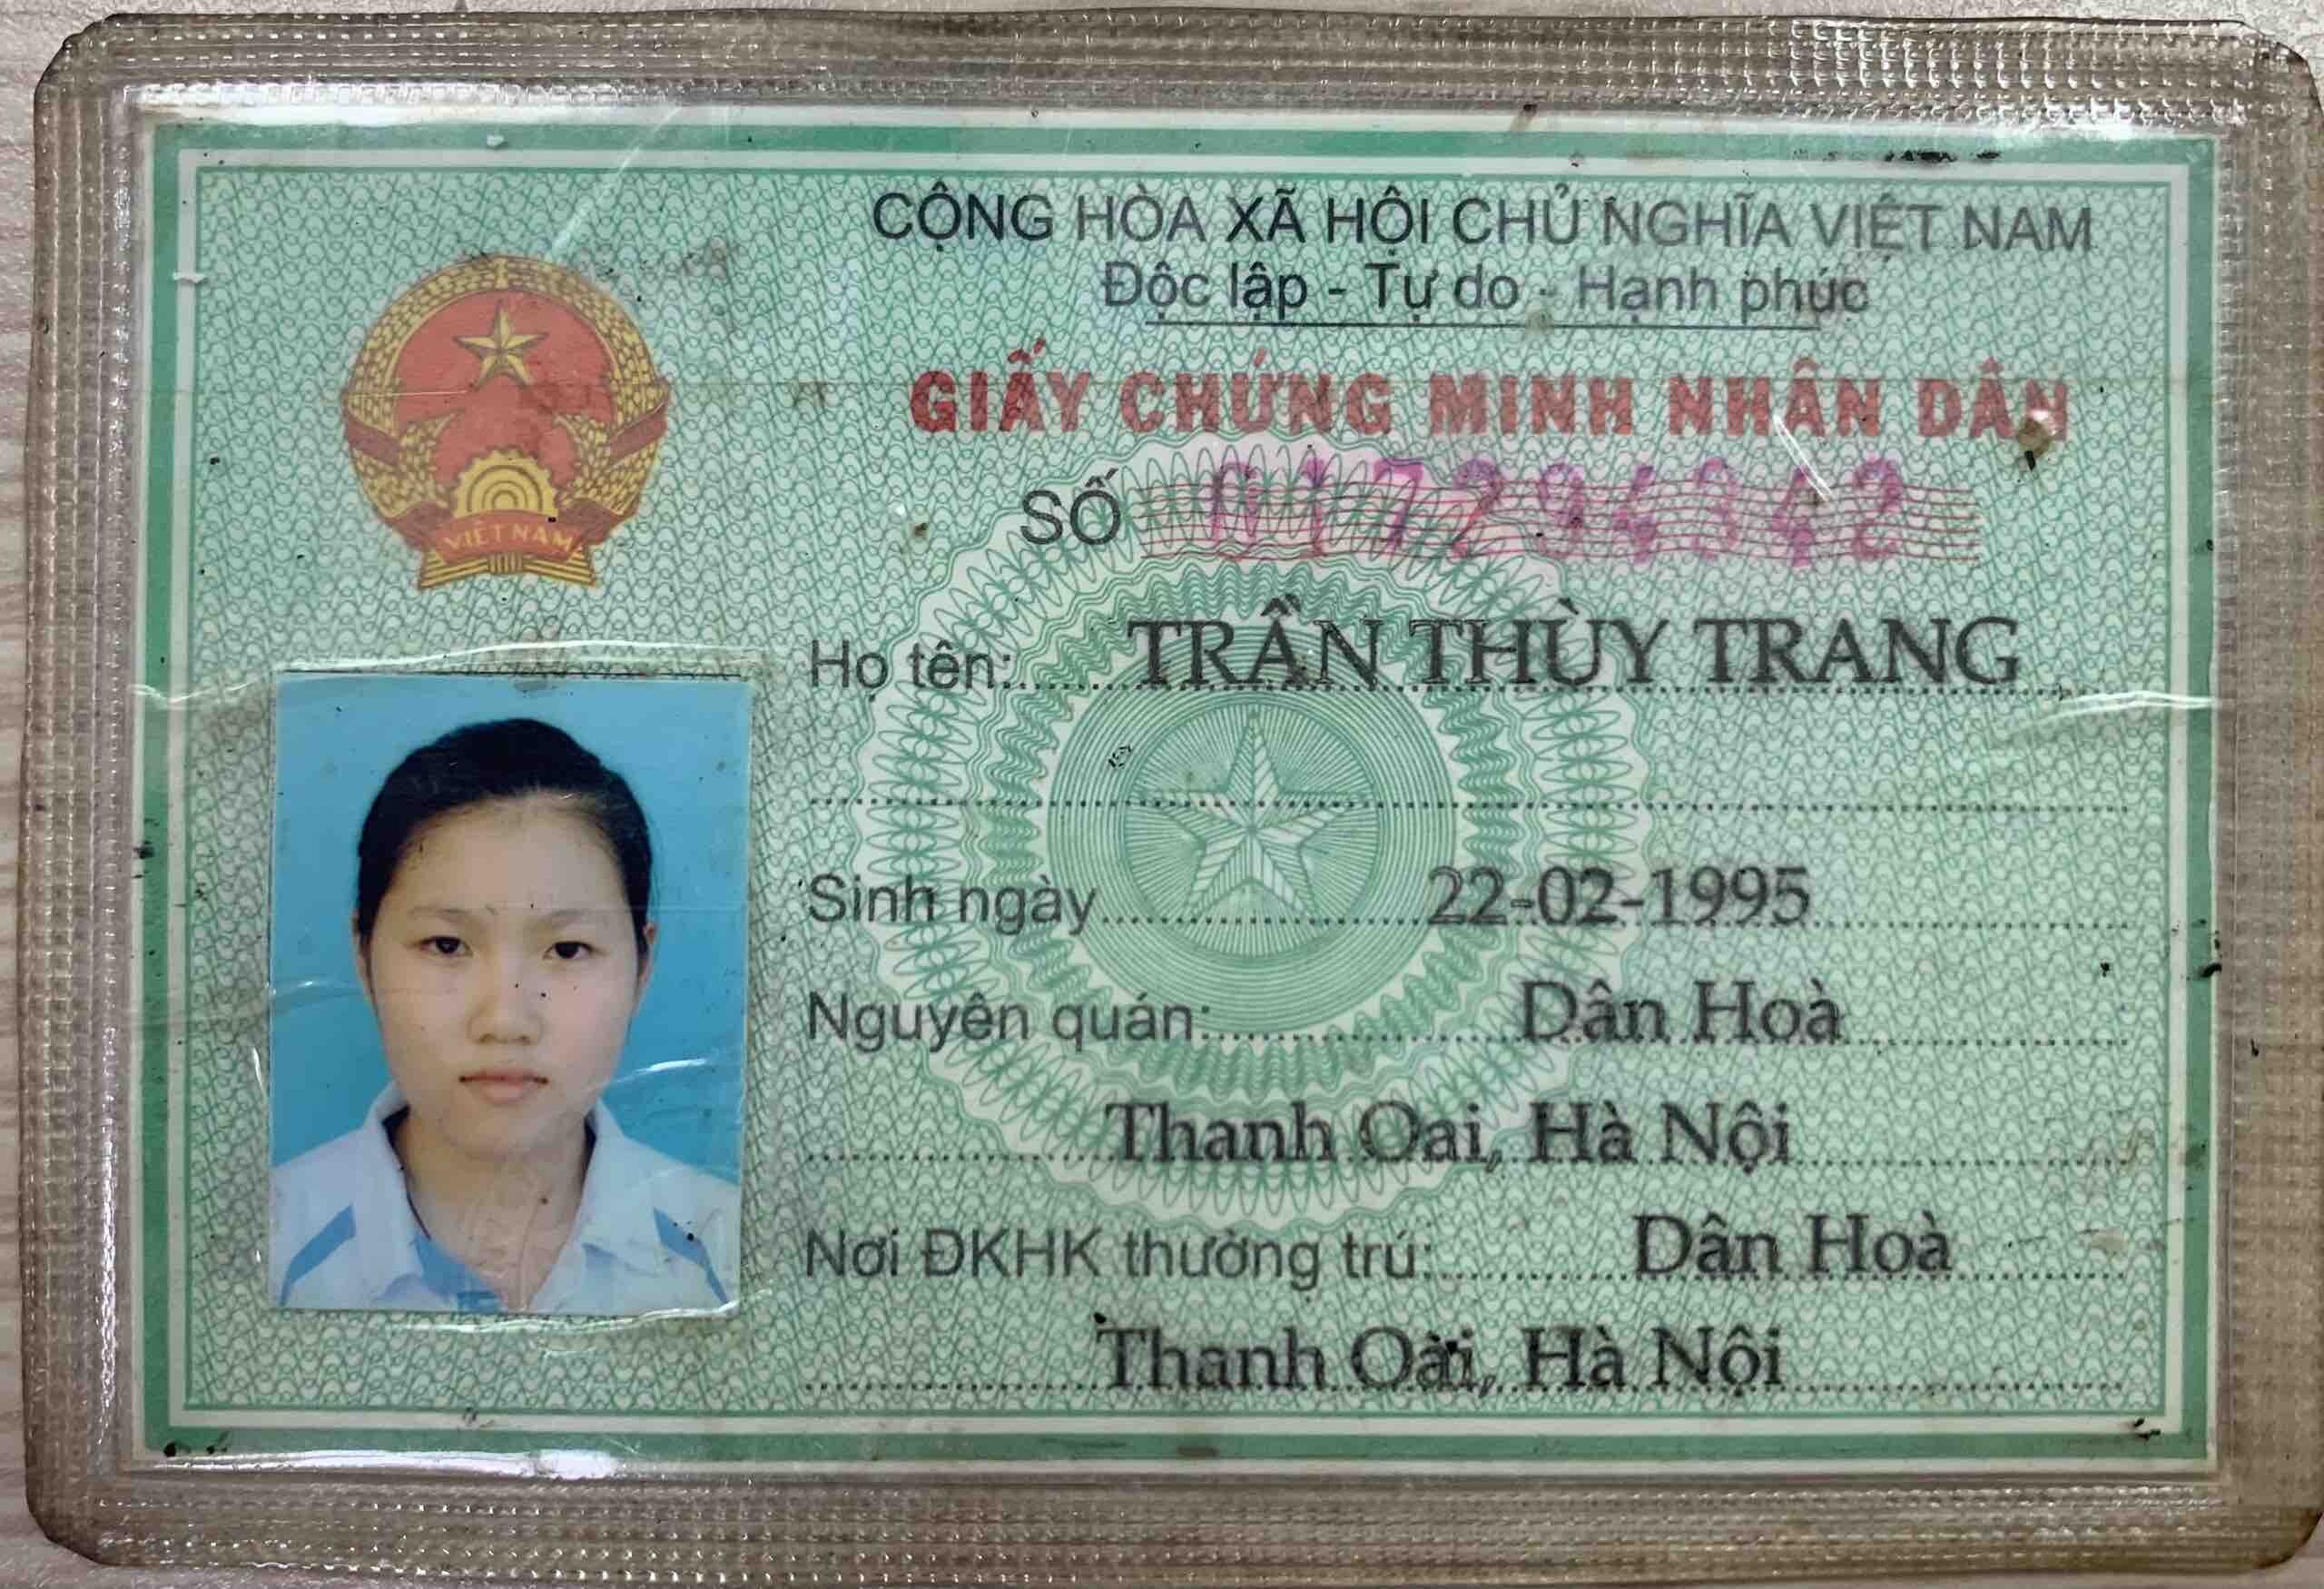 CỘNG HÒA XÃ HỘI CHỦ NGHĨA VIỆT NAM
Độc lập - Tự do - Hạnh phúc
GIẤY CHỨNG MINH NHÂN DÂN
SỐ 017294342
VIỆT NAM
Họ tên: TRẦN THÙY TRANG
Sinh ngày 22-02-1995
Nguyên quán: Dân Hoà
Thanh Oai, Hà Nội
Nơi ĐKHK thường trú: Dân Hoà
Thanh Oai, Hà Nội